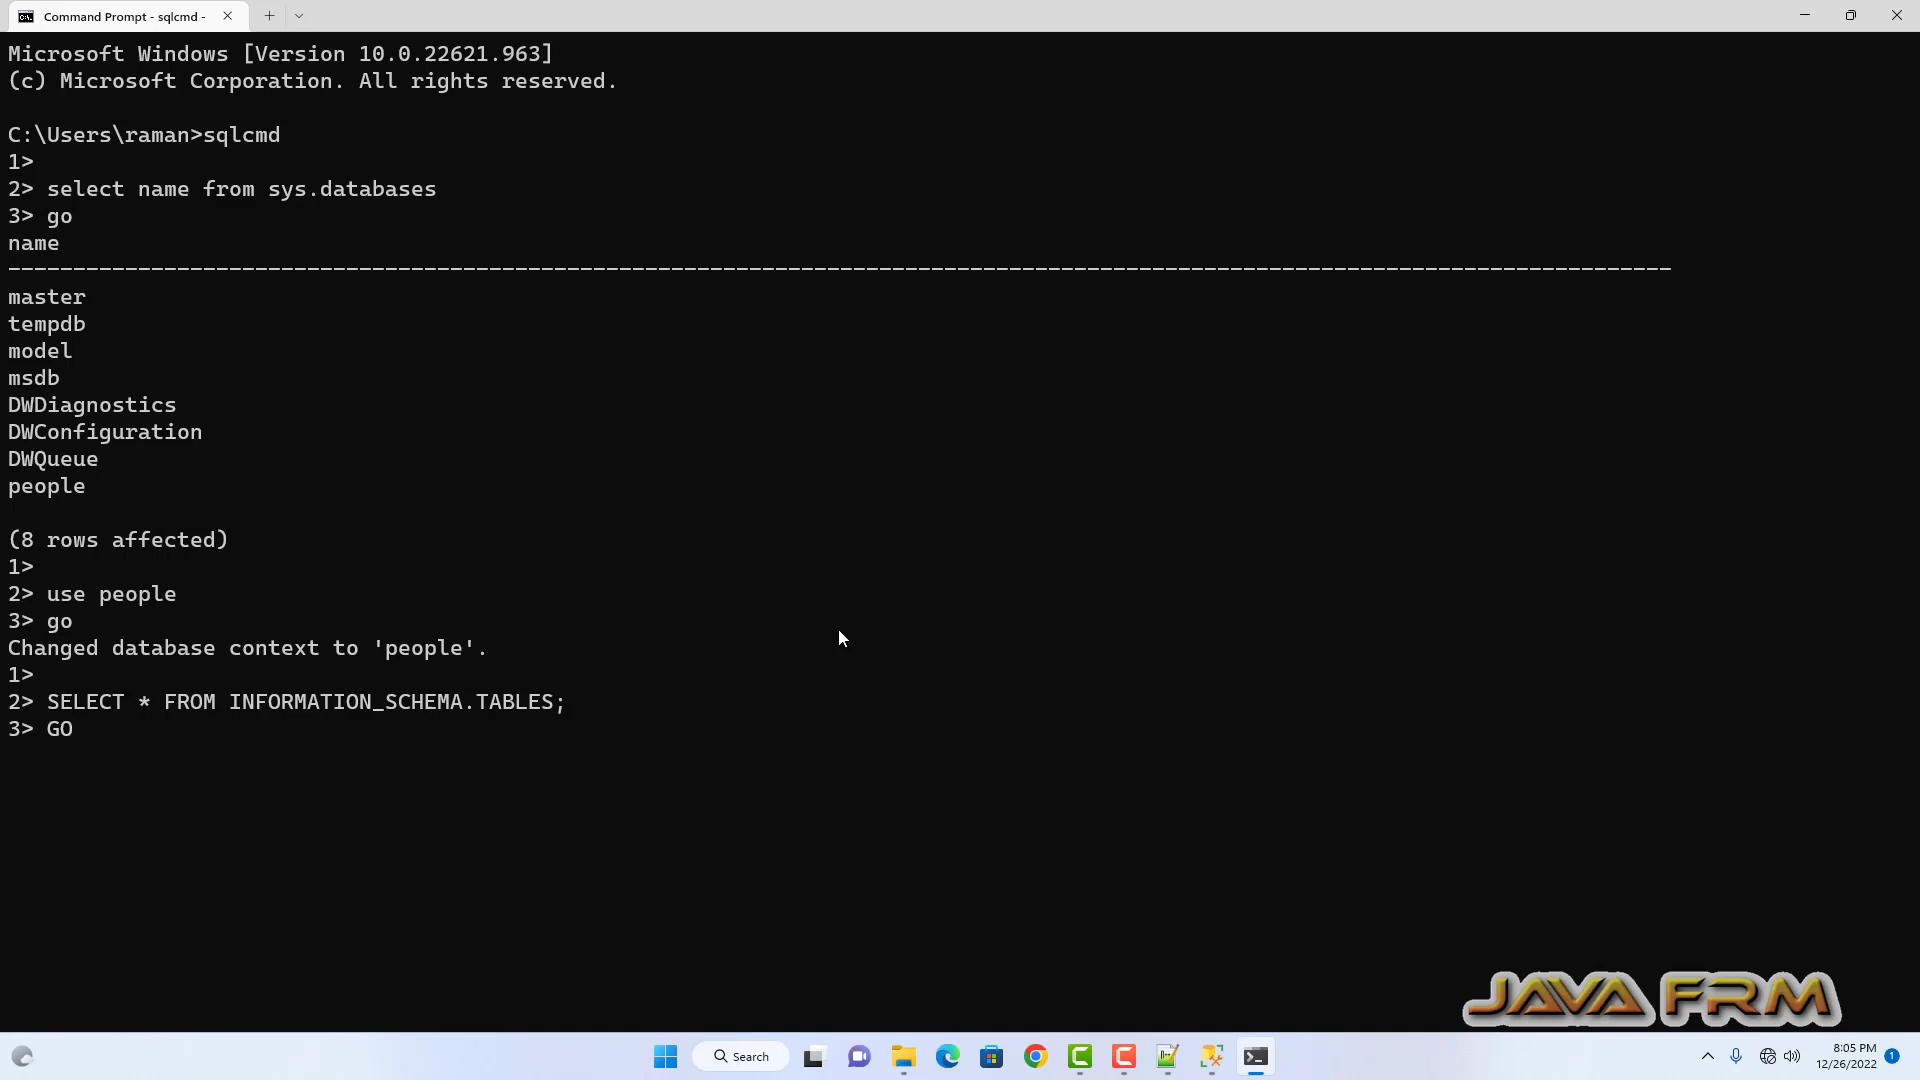 Command Prompt - sqlcmd -
Microsoft Windows [Version 10.0.22621.963]
(c) Microsoft Corporation. All rights reserved.
C:\Users\raman>sqlcmd
1>
2> select name from sys.databases
3> go
name
--------------------------------------------------------------------------------------------------------------------------------
master
tempdb
model
msdb
DWDiagnostics
DWConfiguration
DWQueue
people
(8 rows affected)
1>
2> use people
3> go
Changed database context to 'people'.
1>
2> SELECT * FROM INFORMATION_SCHEMA.TABLES;
3> GO
JAVA FRM
Search
8:05 PM
12/26/2022
1